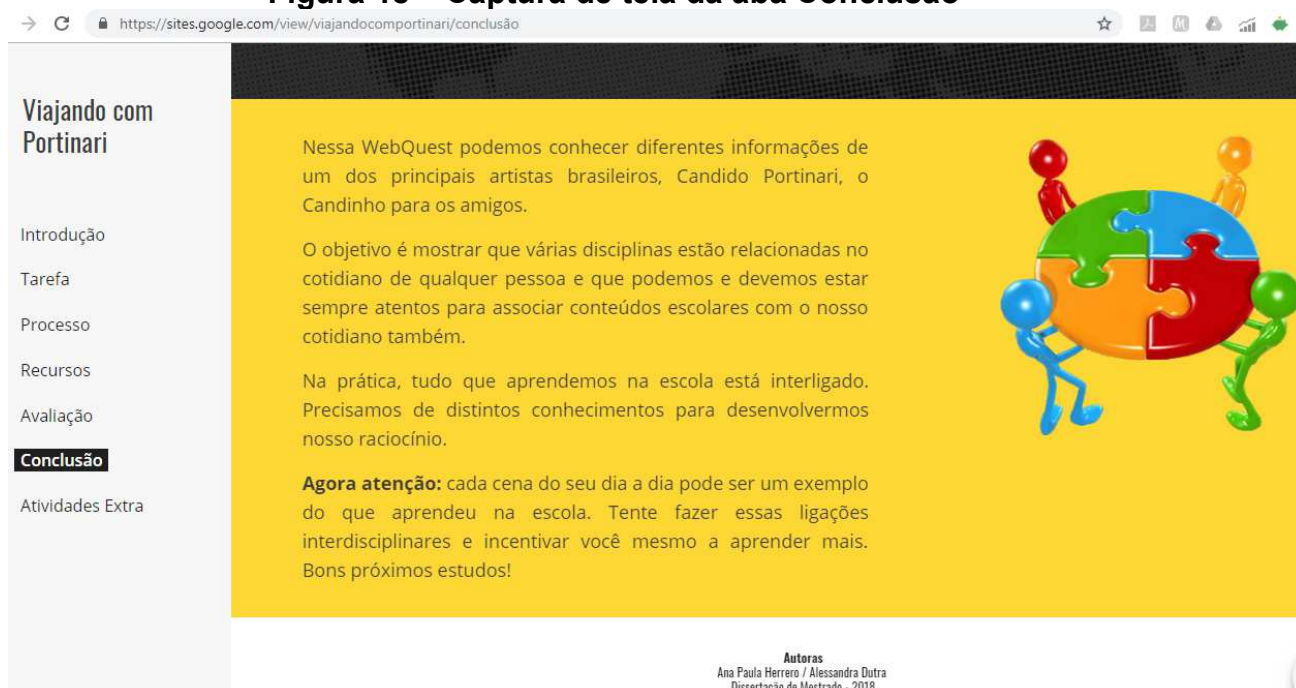 Captura de tela da aba Conclusão
https://sites.google.com/view/viajandocomportinari/conclusão
Viajando com
Portinari
Introdução
Tarefa
Processo
Recursos
Avaliação
Conclusão
Atividades Extra
Nessa WebQuest podemos conhecer diferentes informações de
um dos principais artistas brasileiros, Candido Portinari, o
Candinho para os amigos.
O objetivo é mostrar que várias disciplinas estão relacionadas no
cotidiano de qualquer pessoa e que podemos e devemos estar
sempre atentos para associar conteúdos escolares com o nosso
cotidiano também.
Na prática, tudo que aprendemos na escola está interligado.
Precisamos de distintos conhecimentos para desenvolvermos
nosso raciocínio.
Agora atenção: cada cena do seu dia a dia pode ser um exemplo
do que aprendeu na escola. Tente fazer essas ligações
interdisciplinares e incentivar você mesmo a aprender mais.
Bons próximos estudos!
Autoras
Ana Paula Herrero / Alessandra Dutra
Dissertação de Mestrado - 2018